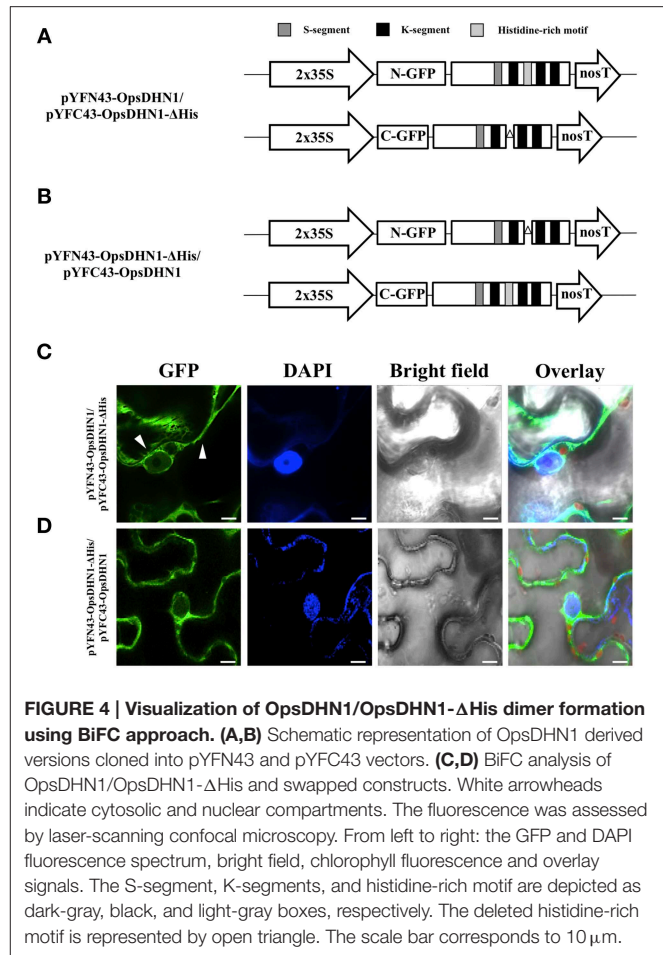 A
S-segment K-segment Histidine-rich motif
pYFN43-OpsDHN1/
pYFC43-OpsDHN1-ΔHis
2x35S N-GFP nosT
2x35S C-GFP Δ nosT
B
pYFN43-OpsDHN1-ΔHis/
pYFC43-OpsDHN1
2x35S N-GFP Δ nosT
2x35S C-GFP nosT
C
GFP DAPI Bright field Overlay
pYFN43-OpsDHN1/
pYFC43-OpsDHN1-ΔHis
D
pYFN43-OpsDHN1-ΔHis/
pYFC43-OpsDHN1
FIGURE 4 | Visualization of OpsDHN1/OpsDHN1-ΔHis dimer formation
using BiFC approach. (A,B) Schematic representation of OpsDHN1 derived
versions cloned into pYFN43 and pYFC43 vectors. (C,D) BiFC analysis of
OpsDHN1/OpsDHN1-ΔHis and swapped constructs. White arrowheads
indicate cytosolic and nuclear compartments. The fluorescence was assessed
by laser-scanning confocal microscopy. From left to right: the GFP and DAPI
fluorescence spectrum, bright field, chlorophyll fluorescence and overlay
signals. The S-segment, K-segments, and histidine-rich motif are depicted as
dark-gray, black, and light-gray boxes, respectively. The deleted histidine-rich
motif is represented by open triangle. The scale bar corresponds to 10 μm.